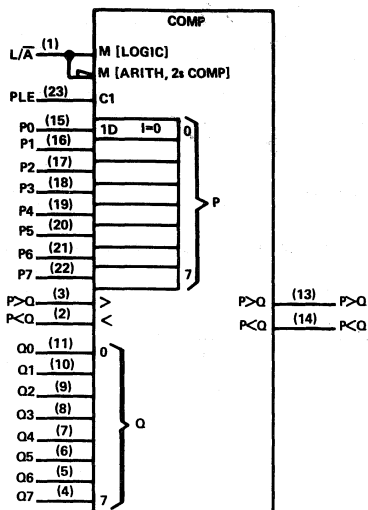 COMP
L/A̅ (1) M [LOGIC]
M [ARITH, 2s COMP]
PLE (23) C1
P0 (15) 1D I=0 0
P1 (16)
P2 (17)
P3 (18) P
P4 (19)
P5 (20)
P6 (21)
P7 (22) 7
P>Q (3) > P>Q (13) P>Q
P<Q (2) < P<Q (14) P<Q
Q0 (11) 0
Q1 (10)
Q2 (9)
Q3 (8) Q
Q4 (7)
Q5 (6)
Q6 (5)
Q7 (4) 7